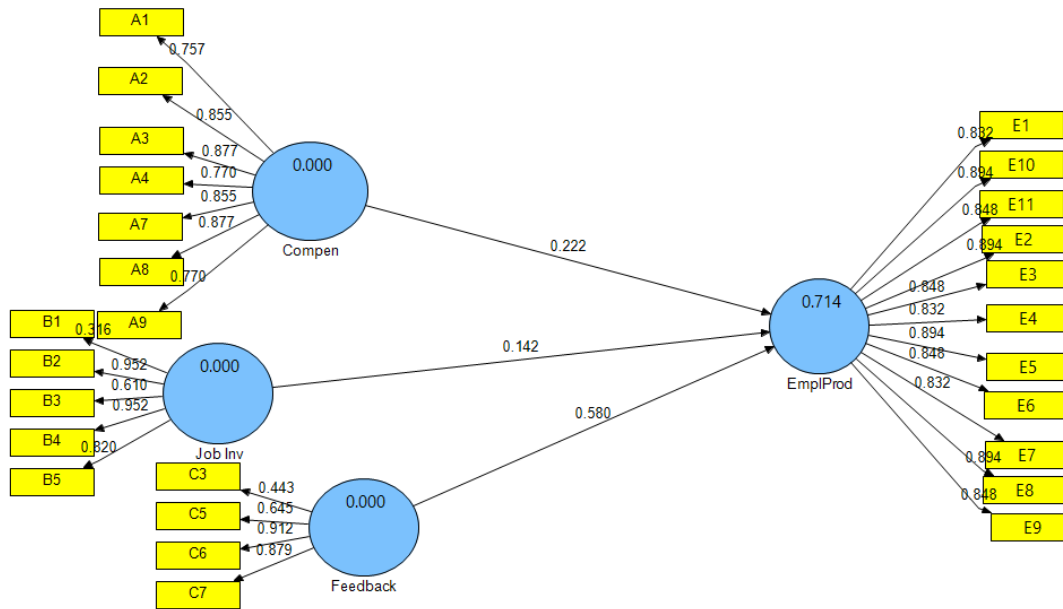 A1
0.757
A2
0.855
A3
0.877
A4
0.770
A7
0.855
A8
0.877
A9
0.770
0.000
Compen
0.222
B1
0.316
B2
0.952
B3
0.610
B4
0.952
B5
0.820
0.000
Job Inv
0.142
C3
0.443
C5
0.645
C6
0.912
C7
0.879
0.000
Feedback
0.580
0.714
EmplProd
0.832
E1
0.894
E10
0.848
E11
0.894
E2
0.848
E3
0.832
E4
0.894
E5
0.848
E6
0.832
E7
0.894
E8
0.848
E9